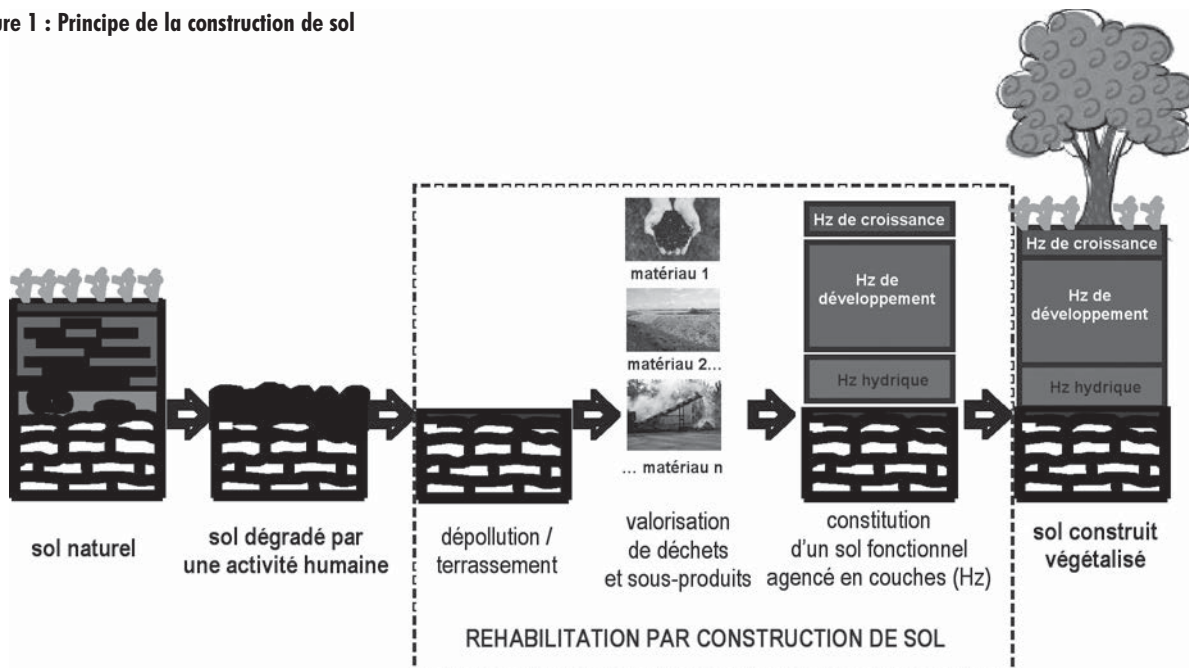 ure 1 : Principe de la construction de sol
matériau 1
matériau 2...
... matériau n
Hz de croissance
Hz de
développement
Hz hydrique
Hz de croissance
Hz de
développement
Hz hydrique
sol naturel
sol dégradé par
une activité humaine
dépollution /
terrassement
valorisation
de déchets
et sous-produits
constitution
d'un sol fonctionnel
agencé en couches (Hz)
sol construit
végétalisé
REHABILITATION PAR CONSTRUCTION DE SOL